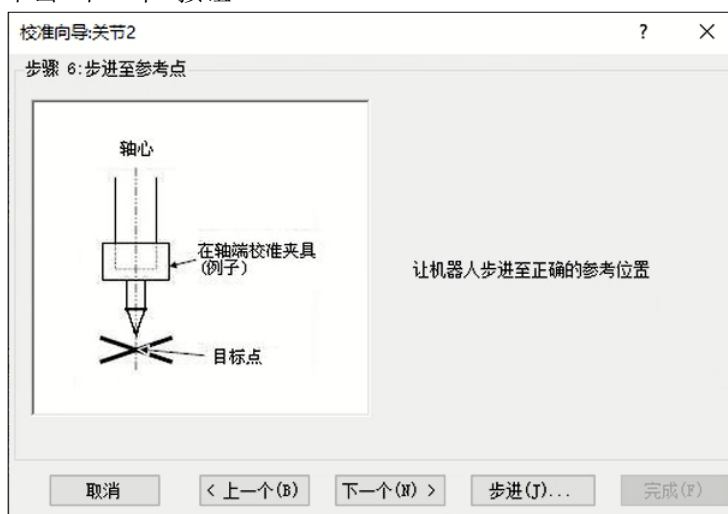 校准向导:关节2
?
步骤 6:步进至参考点
轴心
在轴端校准夹具
(例子)
让机器人步进至正确的参考位置
目标点
取消
< 上一个(B)
下一个(N) >
步进(J)...
完成(F)